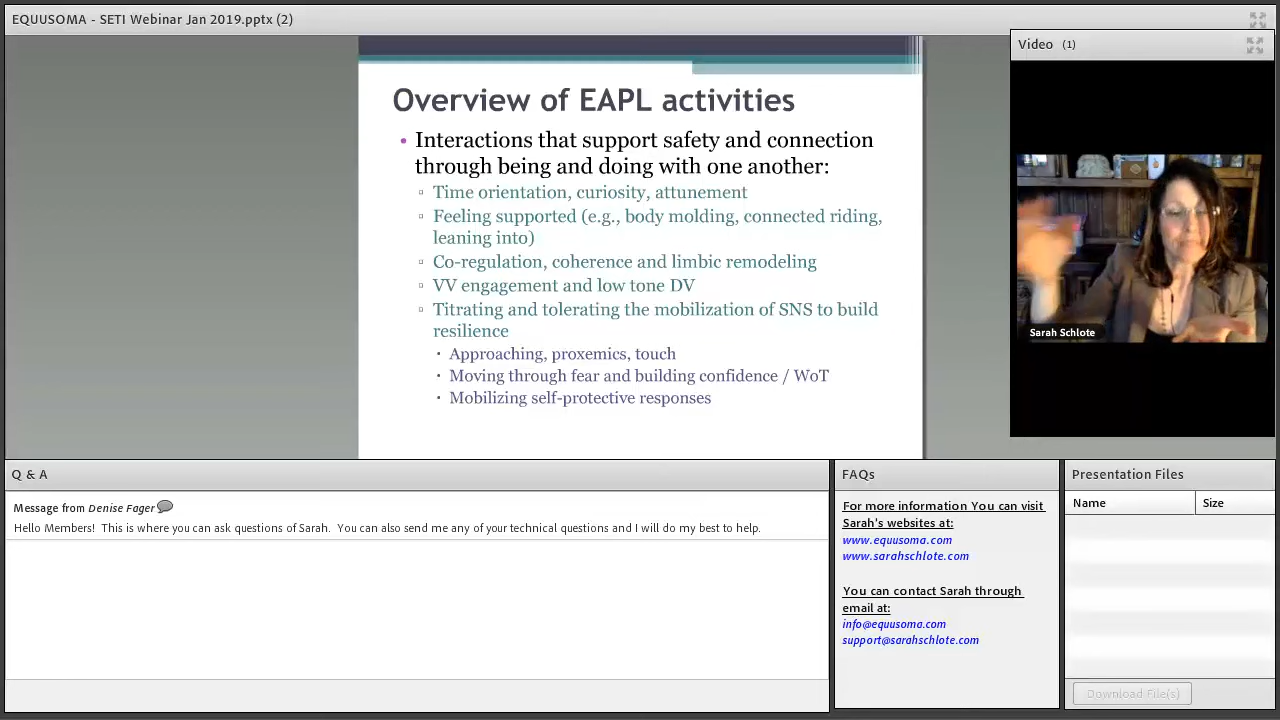 EQUUSOMA - SETI Webinar Jan 2019.pptx (2)
Video (1)
Overview of EAPL activities
• Interactions that support safety and connection
through being and doing with one another:
▫ Time orientation, curiosity, attunement
▫ Feeling supported (e.g., body molding, connected riding,
leaning into)
▫ Co-regulation, coherence and limbic remodeling
▫ VV engagement and low tone DV
▫ Titrating and tolerating the mobilization of SNS to build
resilience
▪ Approaching, proxemics, touch
▪ Moving through fear and building confidence / WoT
▪ Mobilizing self-protective responses
Sarah Schlote
Q & A
Message from Denise Fager
Hello Members!  This is where you can ask questions of Sarah.  You can also send me any of your technical questions and I will do my best to help.
FAQs
For more information You can visit
Sarah's websites at:
www.equusoma.com
www.sarahschlote.com
You can contact Sarah through
email at:
info@equusoma.com
support@sarahschlote.com
Presentation Files
Name Size
Download File(s)